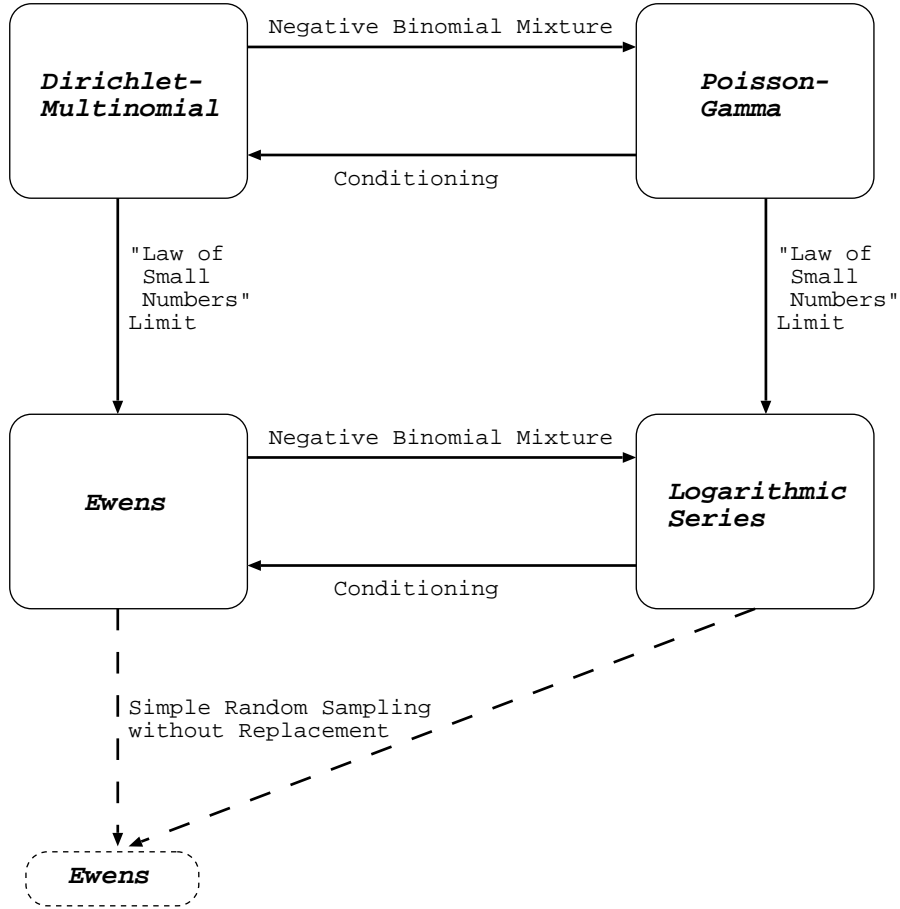 Negative Binomial Mixture
Dirichlet-
Multinomial
Poisson-
Gamma
Conditioning
"Law of
Small
Numbers"
Limit
"Law of
Small
Numbers"
Limit
Negative Binomial Mixture
Ewens
Logarithmic
Series
Conditioning
Simple Random Sampling
without Replacement
Ewens